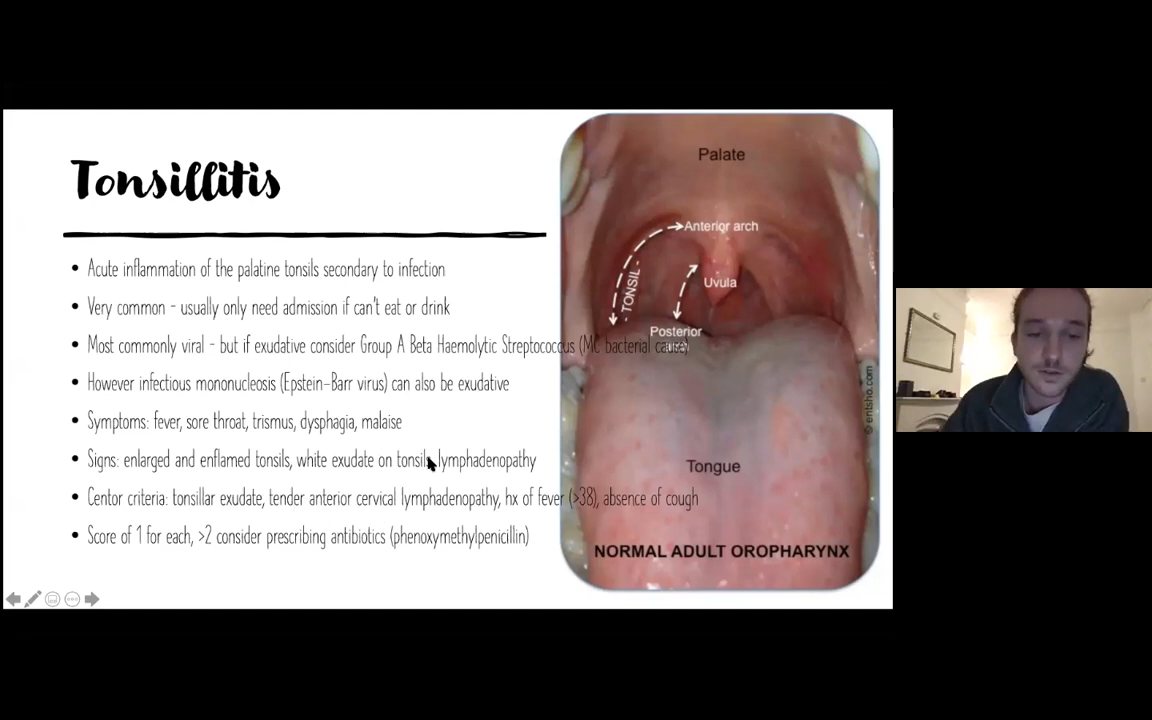 Tonsillitis
Acute inflammation of the palatine tonsils secondary to infection
Very common – usually only need admission if can't eat or drink
Most commonly viral – but if exudative consider Group A Beta Haemolytic Streptococcus (MC bacterial cause)
However infectious mononucleosis (Epstein-Barr virus) can also be exudative
Symptoms: fever, sore throat, trismus, dysphagia, malaise
Signs: enlarged and enflamed tonsils, white exudate on tonsils, lymphadenopathy
Centor criteria: tonsillar exudate, tender anterior cervical lymphadenopathy, hx of fever (>38), absence of cough
Score of 1 for each, >2 consider prescribing antibiotics (phenoxymethylpenicillin)
Palate
Anterior arch
- TONSIL -
Uvula
Posterior
Tongue
NORMAL ADULT OROPHARYNX
© entsho.com